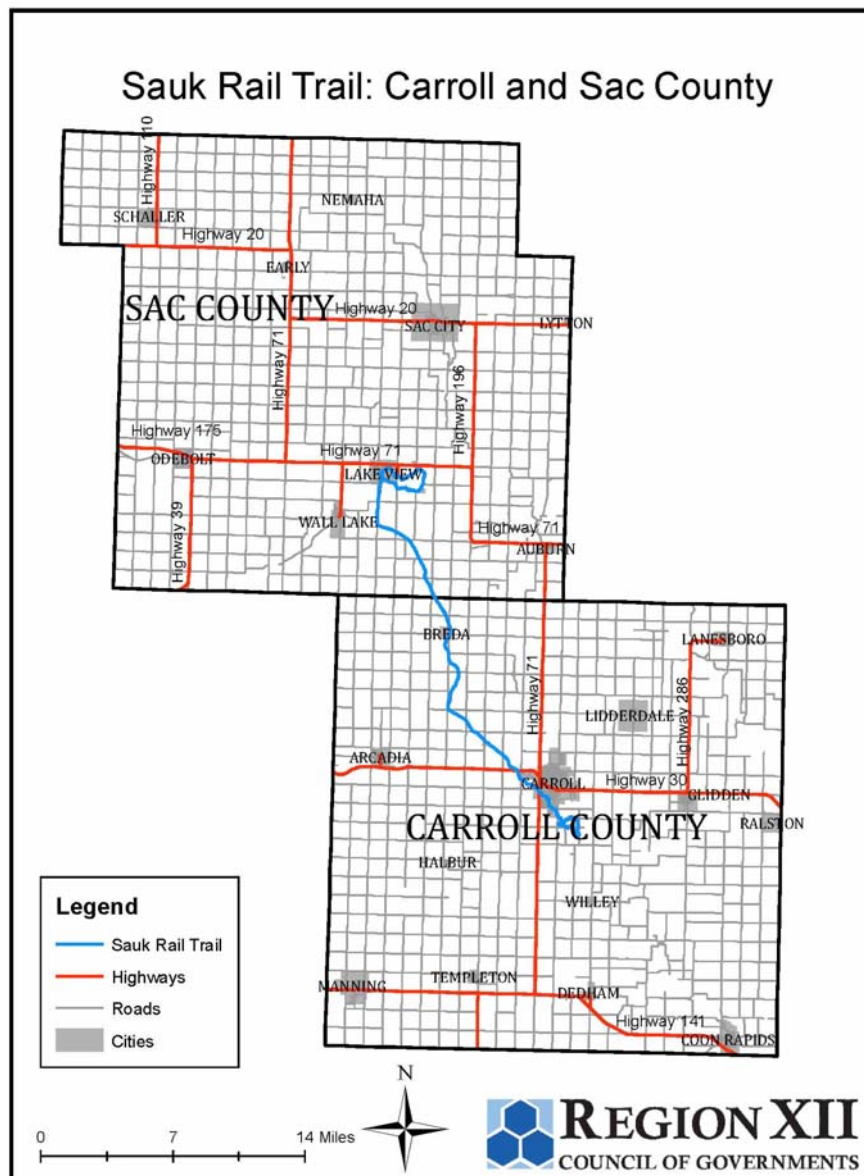 Sauk Rail Trail: Carroll and Sac County
Highway 110
NEMAHA
SCHALLER
Highway 20
EARLY
SAC COUNTY
Highway 20
SAC CITY
LYTTON
Highway 71
Highway 196
Highway 175
Highway 71
ODEBOLT
LAKE VIEW
Highway 39
WALL LAKE
Highway 71
AUBURN
BREDA
LANESBORO
Highway 71
Highway 286
LIDDERDALE
ARCADIA
CARROLL
Highway 30
GLIDDEN
CARROLL COUNTY
RALSTON
HALBUR
WILLEY
MANNING
TEMPLETON
DEDHAM
Highway 141
COON RAPIDS
Legend
Sauk Rail Trail
Highways
Roads
Cities
N
0 7 14 Miles
REGION XII
COUNCIL OF GOVERNMENTS